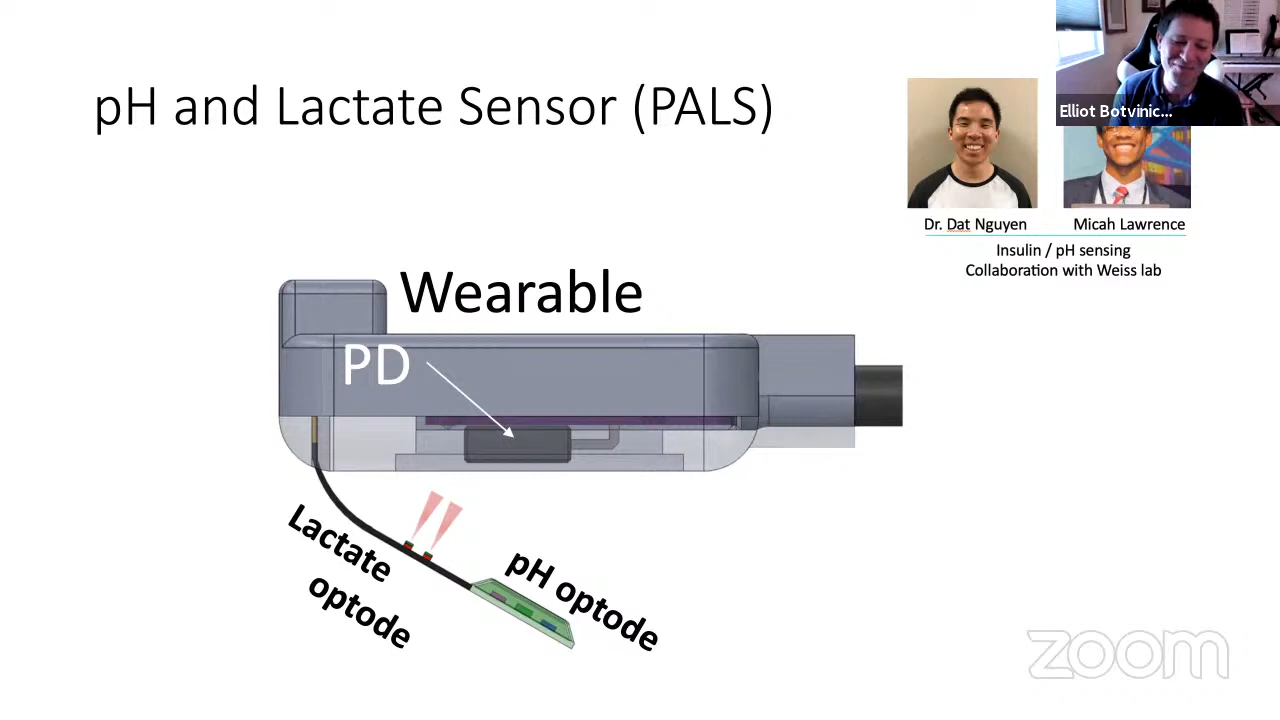 pH and Lactate Sensor (PALS)
Elliot Botvinic...
Dr. Dat Nguyen
Micah Lawrence
Insulin / pH sensing
Collaboration with Weiss lab
Wearable
PD
Lactate
optode
pH optode
zoom